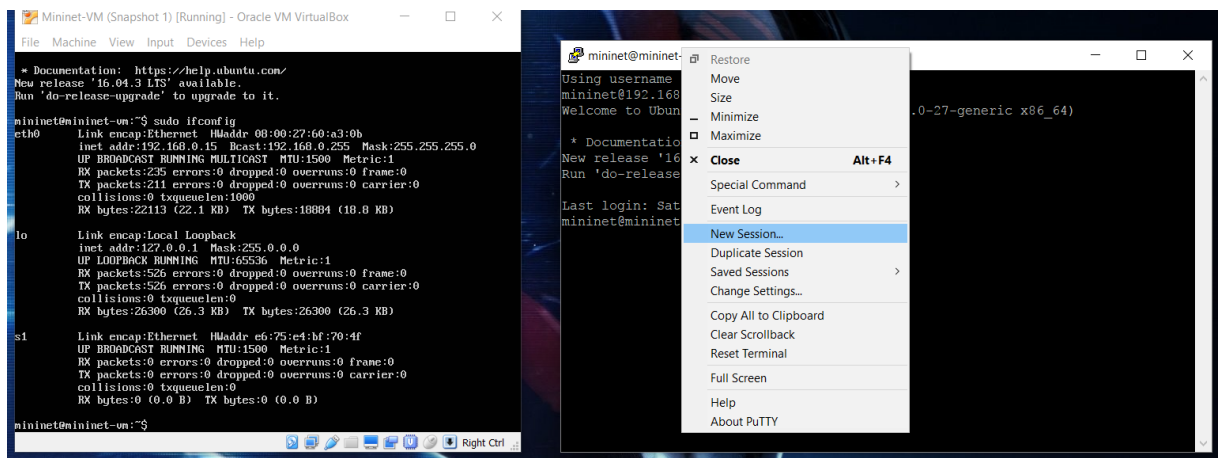 Mininet-VM (Snapshot 1) [Running] - Oracle VM VirtualBox
File Machine View Input Devices Help
* Documentation: https://help.ubuntu.com/
New release '16.04.3 LTS' available.
Run 'do-release-upgrade' to upgrade to it.
mininet@mininet-vm:~$ sudo ifconfig
eth0 Link encap:Ethernet HWaddr 08:00:27:60:a3:0b
inet addr:192.168.0.15 Bcast:192.168.0.255 Mask:255.255.255.0
UP BROADCAST RUNNING MULTICAST MTU:1500 Metric:1
RX packets:235 errors:0 dropped:0 overruns:0 frame:0
TX packets:211 errors:0 dropped:0 overruns:0 carrier:0
collisions:0 txqueuelen:1000
RX bytes:22113 (22.1 KB) TX bytes:18884 (18.8 KB)
lo Link encap:Local Loopback
inet addr:127.0.0.1 Mask:255.0.0.0
UP LOOPBACK RUNNING MTU:65536 Metric:1
RX packets:526 errors:0 dropped:0 overruns:0 frame:0
TX packets:526 errors:0 dropped:0 overruns:0 carrier:0
collisions:0 txqueuelen:0
RX bytes:26300 (26.3 KB) TX bytes:26300 (26.3 KB)
s1 Link encap:Ethernet HWaddr e6:75:e4:bf:70:4f
UP BROADCAST RUNNING MTU:1500 Metric:1
RX packets:0 errors:0 dropped:0 overruns:0 frame:0
TX packets:0 errors:0 dropped:0 overruns:0 carrier:0
collisions:0 txqueuelen:0
RX bytes:0 (0.0 B) TX bytes:0 (0.0 B)
mininet@mininet-vm:~$
Right Ctrl
mininet@mininet-
Using username
mininet@192.168
Welcome to Ubun .0-27-generic x86_64)
* Documentatio
New release '16
Run 'do-release
Last login: Sat
mininet@mininet
Restore
Move
Size
Minimize
Maximize
Close Alt+F4
Special Command
Event Log
New Session...
Duplicate Session
Saved Sessions
Change Settings...
Copy All to Clipboard
Clear Scrollback
Reset Terminal
Full Screen
Help
About PuTTY